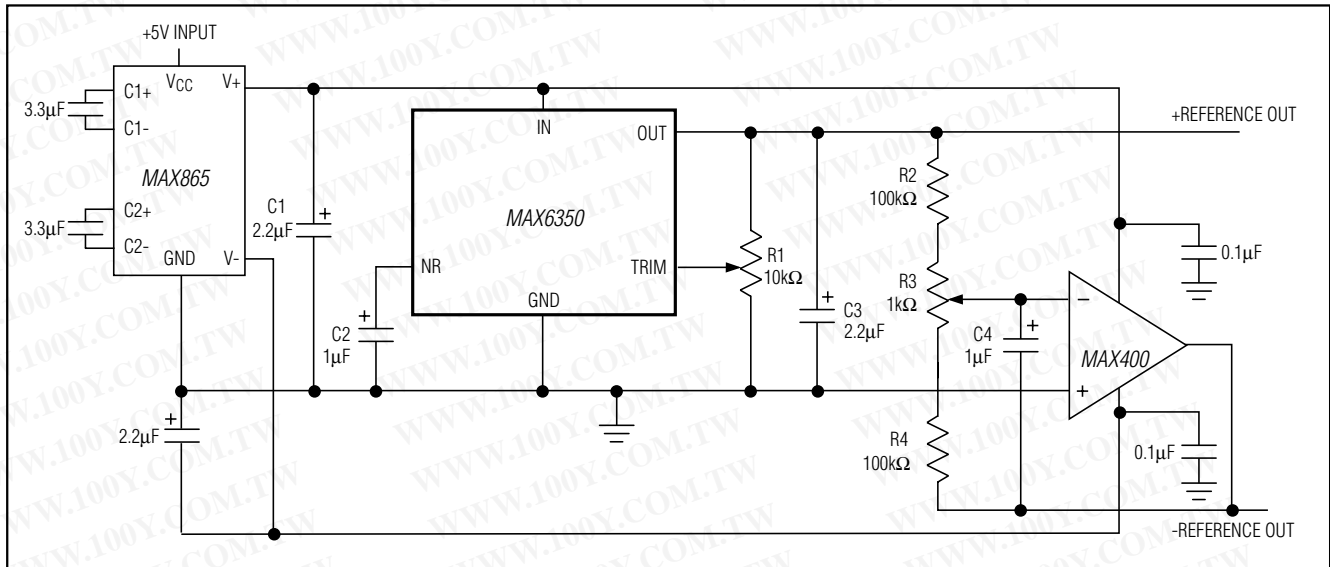 +5V INPUT
VCC
V+
C1+
C1-
3.3µF
MAX865
C2+
C2-
3.3µF
GND
V-
C1
2.2µF
+
2.2µF
+
IN
OUT
MAX6350
NR
TRIM
GND
C2
1µF
+
R1
10kΩ
C3
2.2µF
+
+REFERENCE OUT
R2
100kΩ
R3
1kΩ
C4
1µF
+
R4
100kΩ
0.1µF
−
MAX400
+
0.1µF
-REFERENCE OUT
WWW.100Y.COM.TW